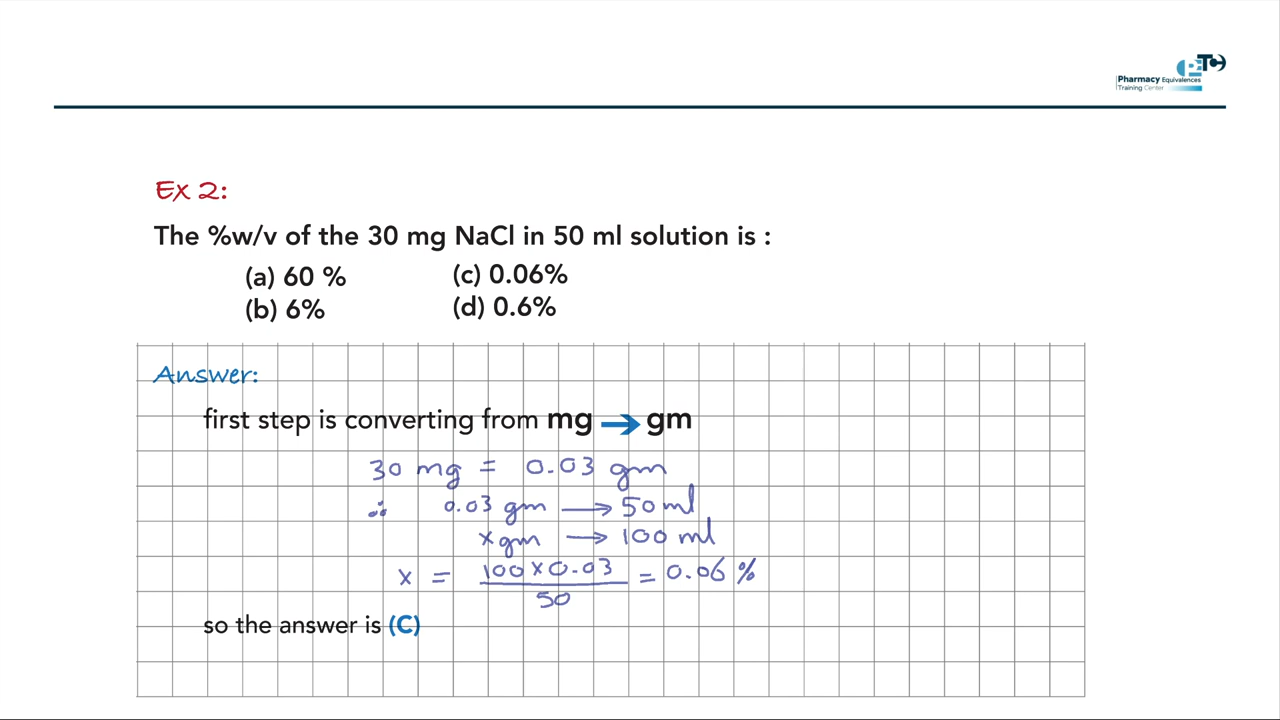 PTC
Pharmacy Equivalences
Training Center
Ex 2:
The %w/v of the 30 mg NaCl in 50 ml solution is :
(a) 60 % (c) 0.06%
(b) 6% (d) 0.6%
Answer:
first step is converting from mg → gm
30 mg = 0.03 gm
∴ 0.03 gm → 50 ml
x gm → 100 ml
x = 100 x 0.03 / 50 = 0.06 %
so the answer is (C)